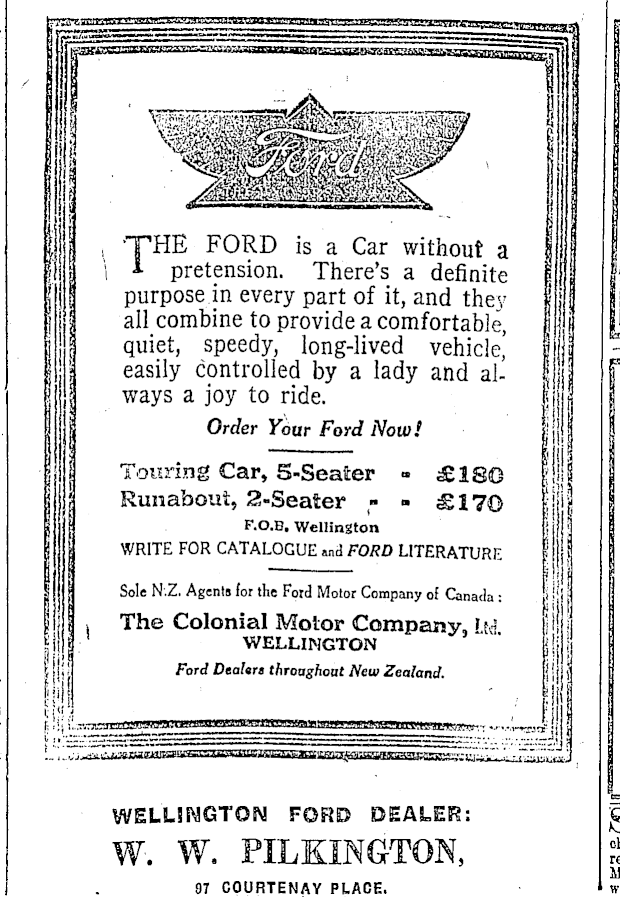 Ford
THE FORD is a Car without a
pretension. There's a definite
purpose in every part of it, and they
all combine to provide a comfortable,
quiet, speedy, long-lived vehicle,
easily controlled by a lady and al-
ways a joy to ride.
Order Your Ford Now!
Touring Car, 5-Seater - £180
Runabout, 2-Seater - - £170
F.O.B. Wellington
WRITE FOR CATALOGUE and FORD LITERATURE
Sole N.Z. Agents for the Ford Motor Company of Canada:
The Colonial Motor Company, Ltd.
WELLINGTON
Ford Dealers throughout New Zealand.
WELLINGTON FORD DEALER:
W. W. PILKINGTON,
97 COURTENAY PLACE.